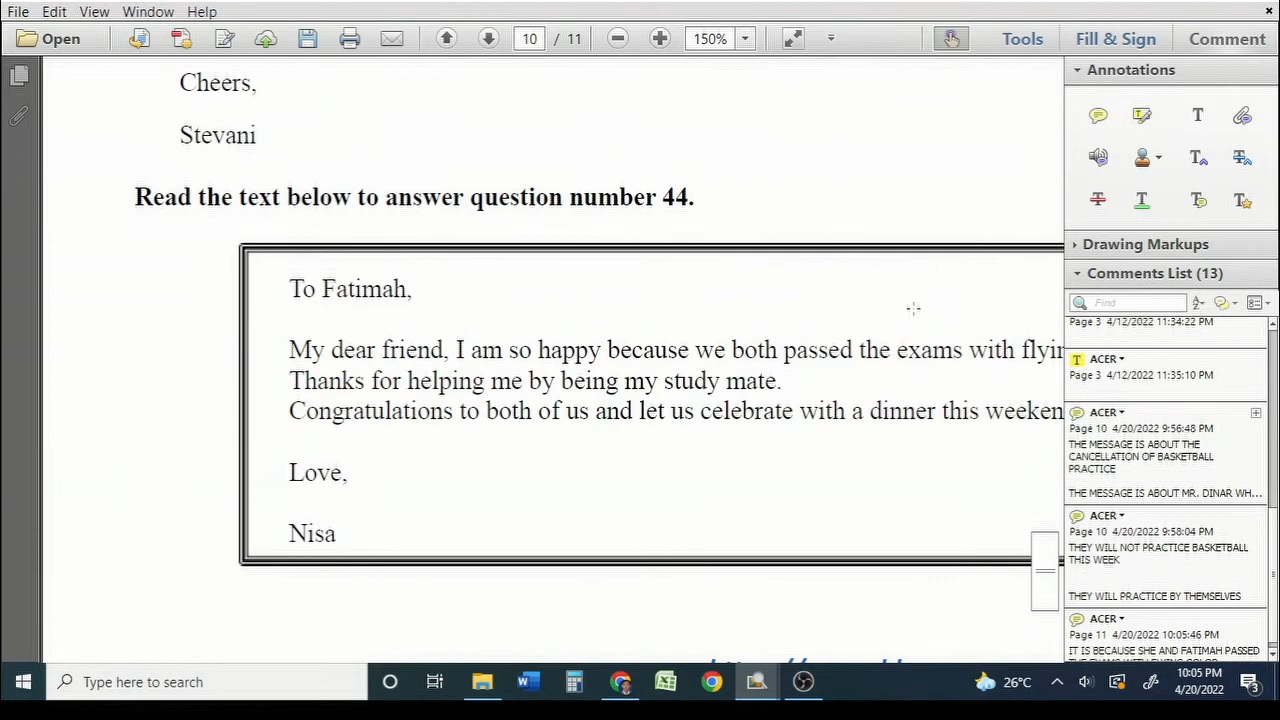 File Edit View Window Help ×
Open 10 / 11 150% Tools Fill & Sign Comment
Cheers,
Stevani
Read the text below to answer question number 44.
To Fatimah,
My dear friend, I am so happy because we both passed the exams with flyin
Thanks for helping me by being my study mate.
Congratulations to both of us and let us celebrate with a dinner this weeken
Love,
Nisa
Annotations
T
Drawing Markups
Comments List (13)
Find
Page 3 4/12/2022 11:34:22 PM
T ACER
Page 3 4/12/2022 11:35:10 PM
ACER
Page 10 4/20/2022 9:56:48 PM
THE MESSAGE IS ABOUT THE
CANCELLATION OF BASKETBALL
PRACTICE
THE MESSAGE IS ABOUT MR. DINAR WH...
ACER
Page 10 4/20/2022 9:58:04 PM
THEY WILL NOT PRACTICE BASKETBALL
THIS WEEK
THEY WILL PRACTICE BY THEMSELVES
ACER
Page 11 4/20/2022 10:05:46 PM
IT IS BECAUSE SHE AND FATIMAH PASSED
THE EXAMS WITH FLYING COLOR
Type here to search
26°C
10:05 PM
4/20/2022
3